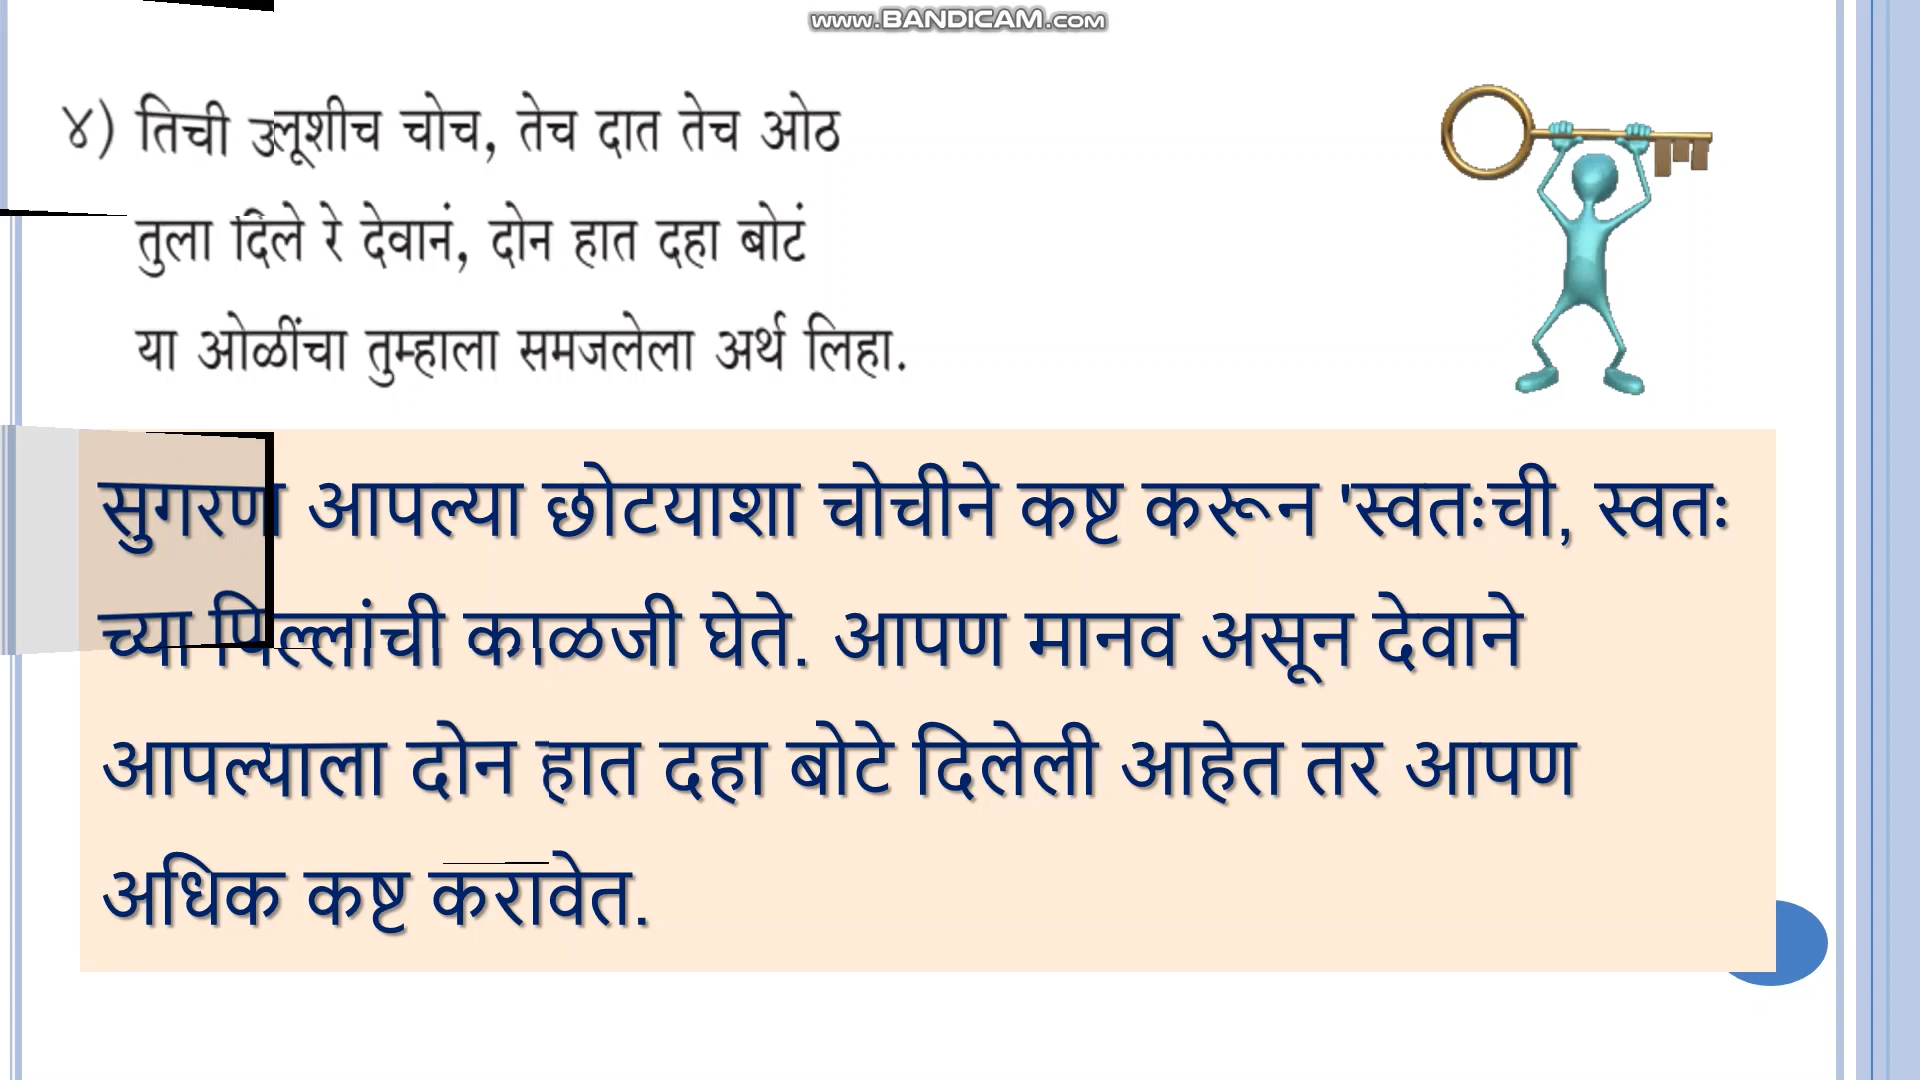 www.BANDICAM.com
४) तिची उलूशीच चोच, तेच दात तेच ओठ
तुला दिले रे देवानं, दोन हात दहा बोटं
या ओळींचा तुम्हाला समजलेला अर्थ लिहा.
सुगरण आपल्या छोटयाशा चोचीने कष्ट करून 'स्वतःची, स्वतः
च्या पिल्लांची काळजी घेते. आपण मानव असून देवाने
आपल्याला दोन हात दहा बोटे दिलेली आहेत तर आपण
अधिक कष्ट करावेत.